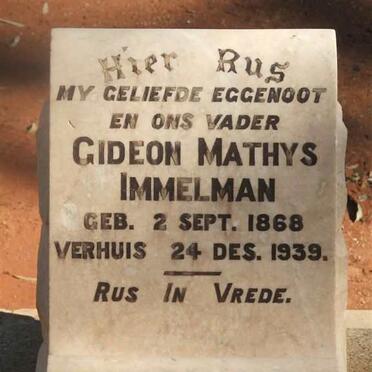 Hier Rus
MY GELIEFDE EGGENOOT
EN ONS VADER
GIDEON MATHYS
IMMELMAN
GEB. 2 SEPT. 1868
VERHUIS 24 DES. 1939.
RUS IN VREDE.